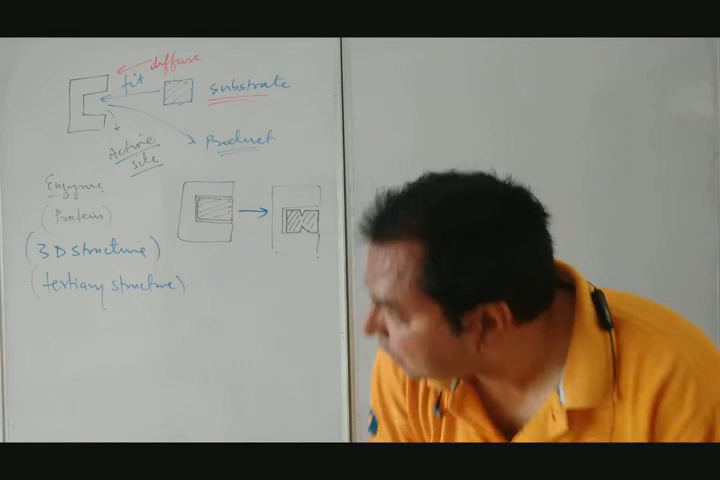 diffuse
fit
substrate
Product
Active
site
Enzyme
(Protein)
(3D structure)
(tertiary structure)